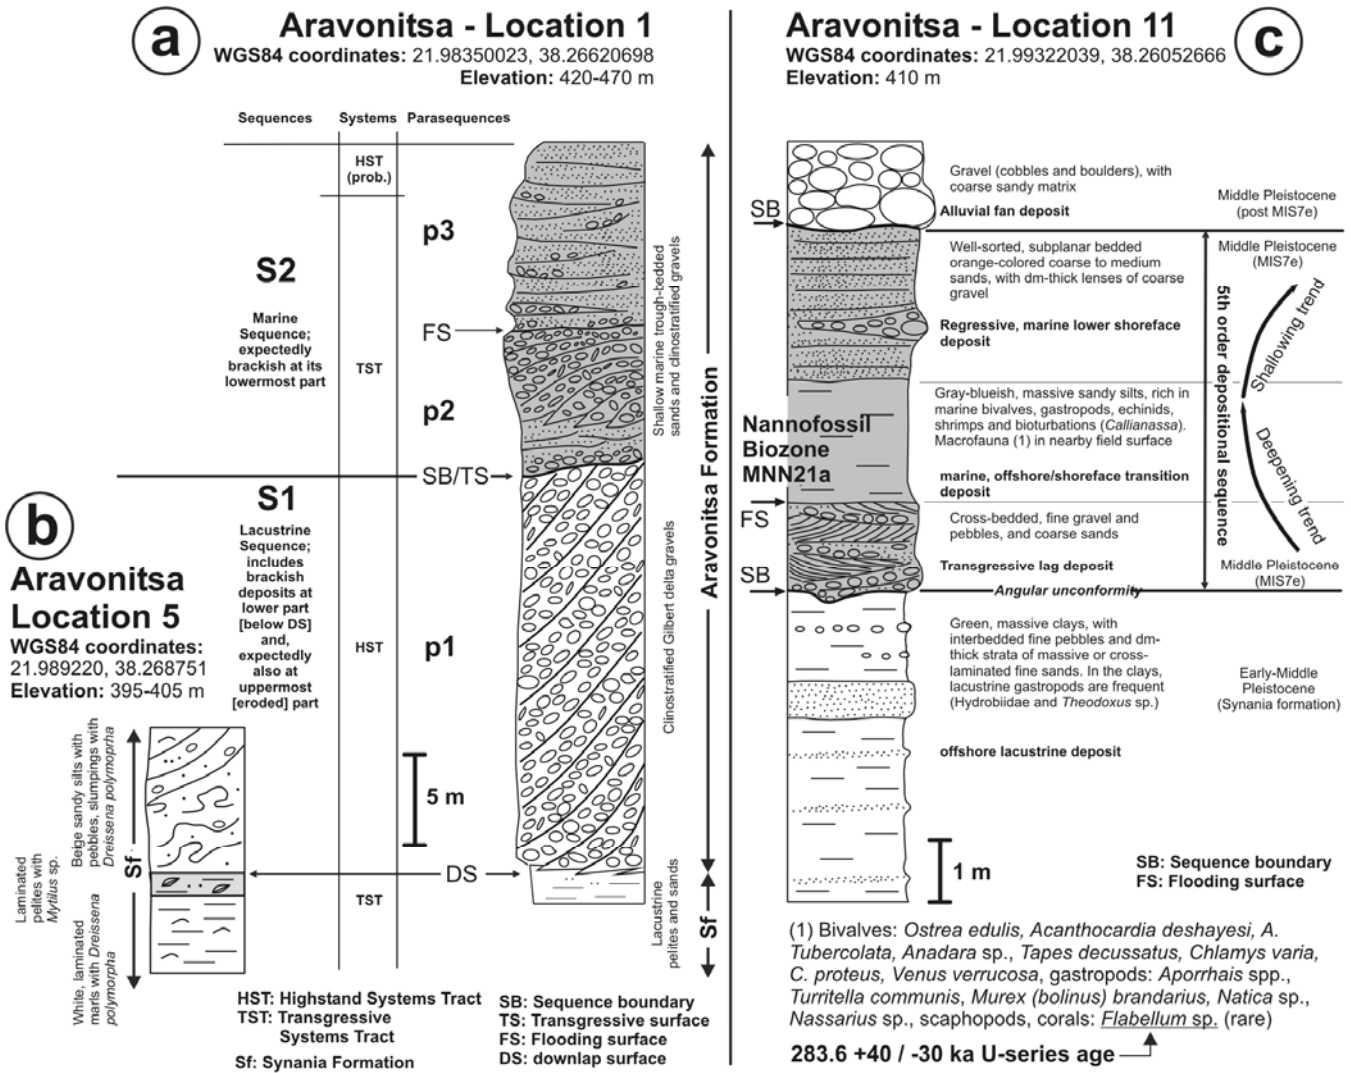 a
Aravonitsa - Location 1
WGS84 coordinates: 21.98350023, 38.26620698
Elevation: 420-470 m
Sequences
Systems
Parasequences
HST
(prob.)
p3
S2
Marine
Sequence;
expectedly
brackish at its
lowermost part
FS
TST
p2
SB/TS
S1
Lacustrine
Sequence;
includes
brackish
deposits at
lower part
[below DS]
and,
expectedly
also at
uppermost
[eroded] part
HST
p1
5 m
DS
TST
Shallow marine trough-bedded
sands and clinostratified gravels
Clinostratified Gilbert delta gravels
Lacustrine
pelites and sands
Aravonitsa Formation
Sf
HST: Highstand Systems Tract
TST: Transgressive
Systems Tract
Sf: Synania Formation
SB: Sequence boundary
TS: Transgressive surface
FS: Flooding surface
DS: downlap surface
b
Aravonitsa
Location 5
WGS84 coordinates:
21.989220, 38.268751
Elevation: 395-405 m
Beige sandy silts with
pebbles, slumpings with
Dreissena polymoprha
Laminated
pelites with
Mytilus sp.
White, laminated
marls with Dreissena
polymorpha
Sf
Aravonitsa - Location 11
c
WGS84 coordinates: 21.99322039, 38.26052666
Elevation: 410 m
Gravel (cobbles and boulders), with
coarse sandy matrix
Alluvial fan deposit
Middle Pleistocene
(post MIS7e)
SB
Well-sorted, subplanar bedded
orange-colored coarse to medium
sands, with dm-thick lenses of coarse
gravel
Regressive, marine lower shoreface
deposit
Middle Pleistocene
(MIS7e)
Shallowing trend
5th order depositional sequence
Gray-blueish, massive sandy silts, rich in
marine bivalves, gastropods, echinids,
shrimps and bioturbations (Callianassa).
Macrofauna (1) in nearby field surface
marine, offshore/shoreface transition
deposit
Nannofossil
Biozone
MNN21a
Deepening trend
FS
Cross-bedded, fine gravel and
pebbles, and coarse sands
Transgressive lag deposit
Middle Pleistocene
(MIS7e)
SB
Angular unconformity
Green, massive clays, with
interbedded fine pebbles and dm-
thick strata of massive or cross-
laminated fine sands. In the clays,
lacustrine gastropods are frequent
(Hydrobiidae and Theodoxus sp.)
offshore lacustrine deposit
Early-Middle
Pleistocene
(Synania formation)
1 m
SB: Sequence boundary
FS: Flooding surface
(1) Bivalves: Ostrea edulis, Acanthocardia deshayesi, A.
Tubercolata, Anadara sp., Tapes decussatus, Chlamys varia,
C. proteus, Venus verrucosa, gastropods: Aporrhais spp.,
Turritella communis, Murex (bolinus) brandarius, Natica sp.,
Nassarius sp., scaphopods, corals: Flabellum sp. (rare)
283.6 +40 / -30 ka U-series age